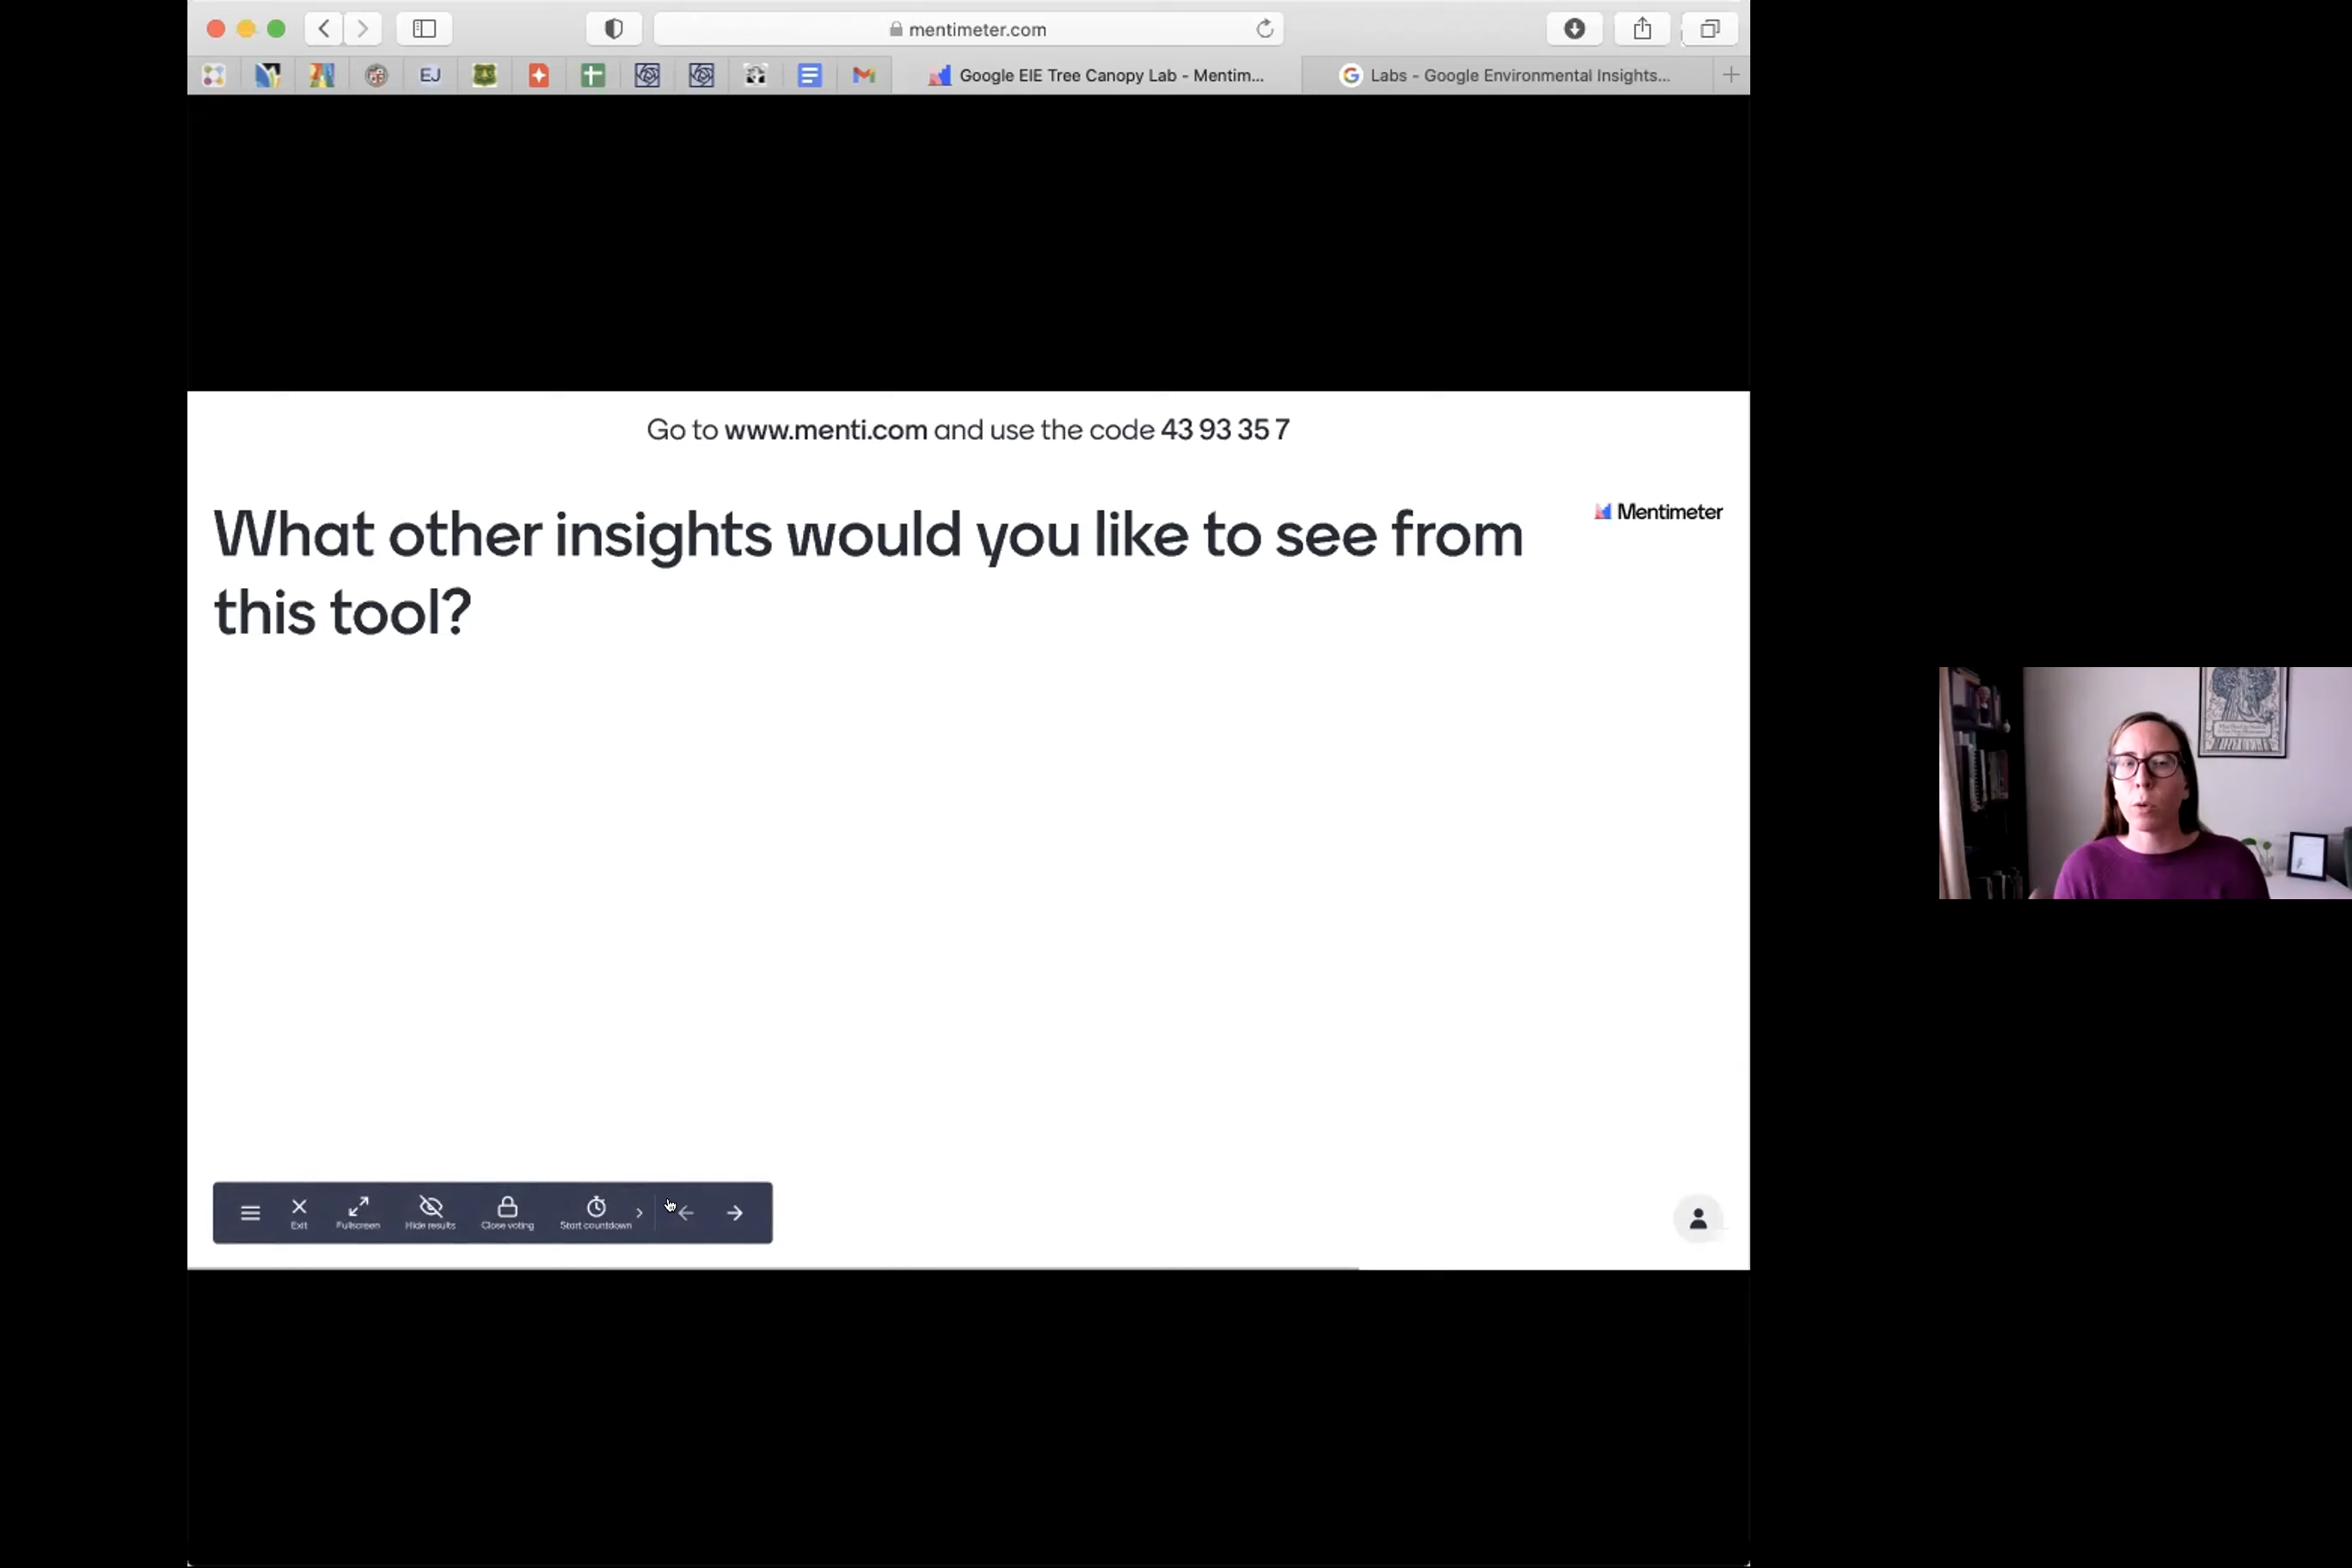 mentimeter.com
EJ
Google EIE Tree Canopy Lab - Mentim...
Labs - Google Environmental Insights...
Go to www.menti.com and use the code 43 93 35 7
What other insights would you like to see from
this tool?
Mentimeter
Exit
Fullscreen
Hide results
Close voting
Start countdown